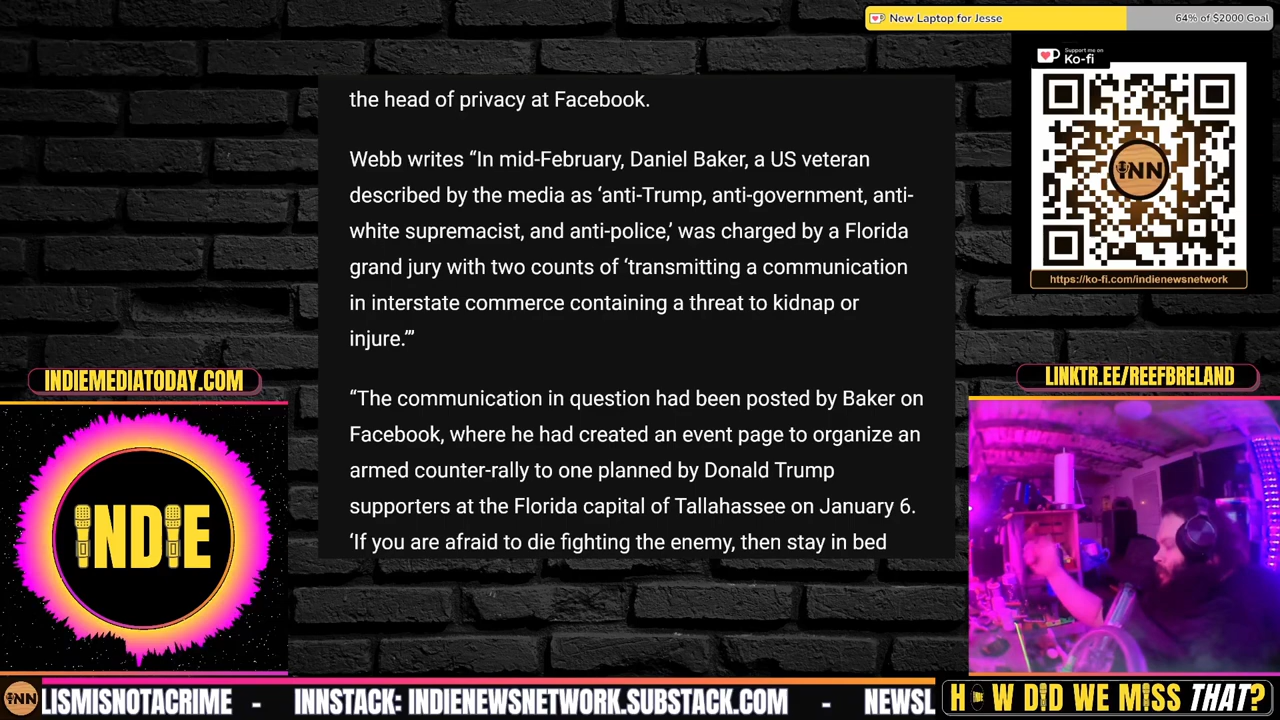 New Laptop for Jesse
64% of $2000 Goal
Support me on
Ko-fi
iNN
https://ko-fi.com/indienewsnetwork
the head of privacy at Facebook.
Webb writes “In mid-February, Daniel Baker, a US veteran
described by the media as ‘anti-Trump, anti-government, anti-
white supremacist, and anti-police,’ was charged by a Florida
grand jury with two counts of ‘transmitting a communication
in interstate commerce containing a threat to kidnap or
injure.’”
“The communication in question had been posted by Baker on
Facebook, where he had created an event page to organize an
armed counter-rally to one planned by Donald Trump
supporters at the Florida capital of Tallahassee on January 6.
‘If you are afraid to die fighting the enemy, then stay in bed
INDIEMEDIATODAY.COM
LINKTR.EE/REEFBRELAND
iNDiE
iNN
LISMISNOTACRIME - INNSTACK: INDIENEWSNETWORK.SUBSTACK.COM - NEWSL
HOW DiD WE MiSS THAT?